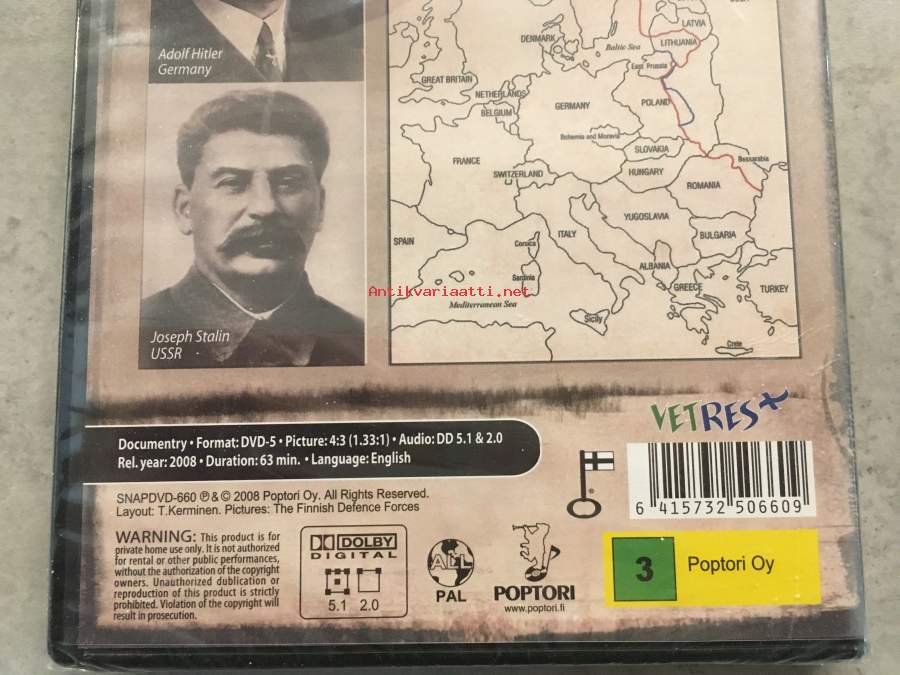 Adolf Hitler
Germany
Joseph Stalin
USSR
LATVIA
DENMARK
Baltic Sea
LITHUANIA
East Prussia
GREAT BRITAIN
NETHERLANDS
BELGIUM
GERMANY
POLAND
Bohemia and Moravia
SLOVAKIA
FRANCE
SWITZERLAND
HUNGARY
Bessarabia
ROMANIA
YUGOSLAVIA
SPAIN
ITALY
BULGARIA
Corsica
ALBANIA
Sardinia
GREECE
TURKEY
Mediterranean Sea
Sicily
Crete
Antikvariaatti.net
VETRES+
Documentry • Format: DVD-5 • Picture: 4:3 (1.33:1) • Audio: DD 5.1 & 2.0
Rel. year: 2008 • Duration: 63 min. • Language: English
SNAPDVD-660 ℗ & © 2008 Poptori Oy. All Rights Reserved.
Layout: T.Kerminen. Pictures: The Finnish Defence Forces
6 415732 506609
WARNING: This product is for
private home use only. It is not authorized
for rental or other public performances,
without the authorization of the copyright
owners. Unauthorized dublication or
reproduction of this product is strictly
prohibited. Violation of the copyright will
result in prosecution.
DOLBY
DIGITAL
5.1 2.0
ALL
PAL
POPTORI
www.poptori.fi
3
Poptori Oy